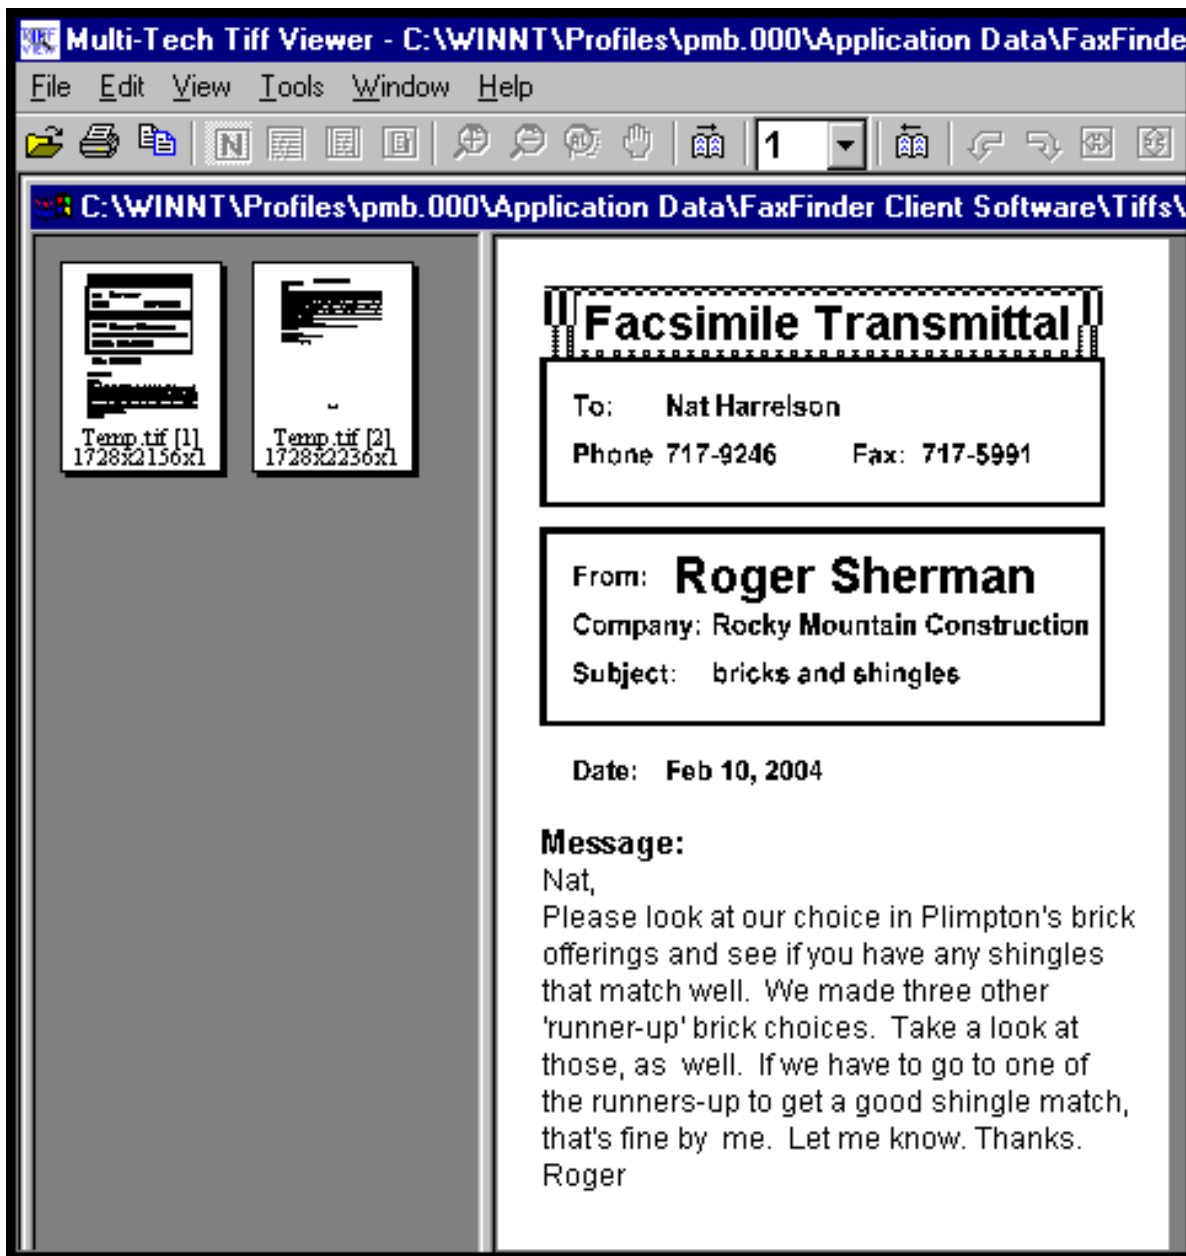 Multi-Tech Tiff Viewer - C:\WINNT\Profiles\pmb.000\Application Data\FaxFinde
File Edit View Tools Window Help
1
C:\WINNT\Profiles\pmb.000\Application Data\FaxFinder Client Software\Tiffs\
Temp.tif [1]
1728x2156x1
Temp.tif [2]
1728x2236x1
Facsimile Transmittal
To: Nat Harrelson
Phone 717-9246 Fax: 717-5991
From: Roger Sherman
Company: Rocky Mountain Construction
Subject: bricks and shingles
Date: Feb 10, 2004
Message:
Nat,
Please look at our choice in Plimpton's brick
offerings and see if you have any shingles
that match well. We made three other
'runner-up' brick choices. Take a look at
those, as well. If we have to go to one of
the runners-up to get a good shingle match,
that's fine by me. Let me know. Thanks.
Roger